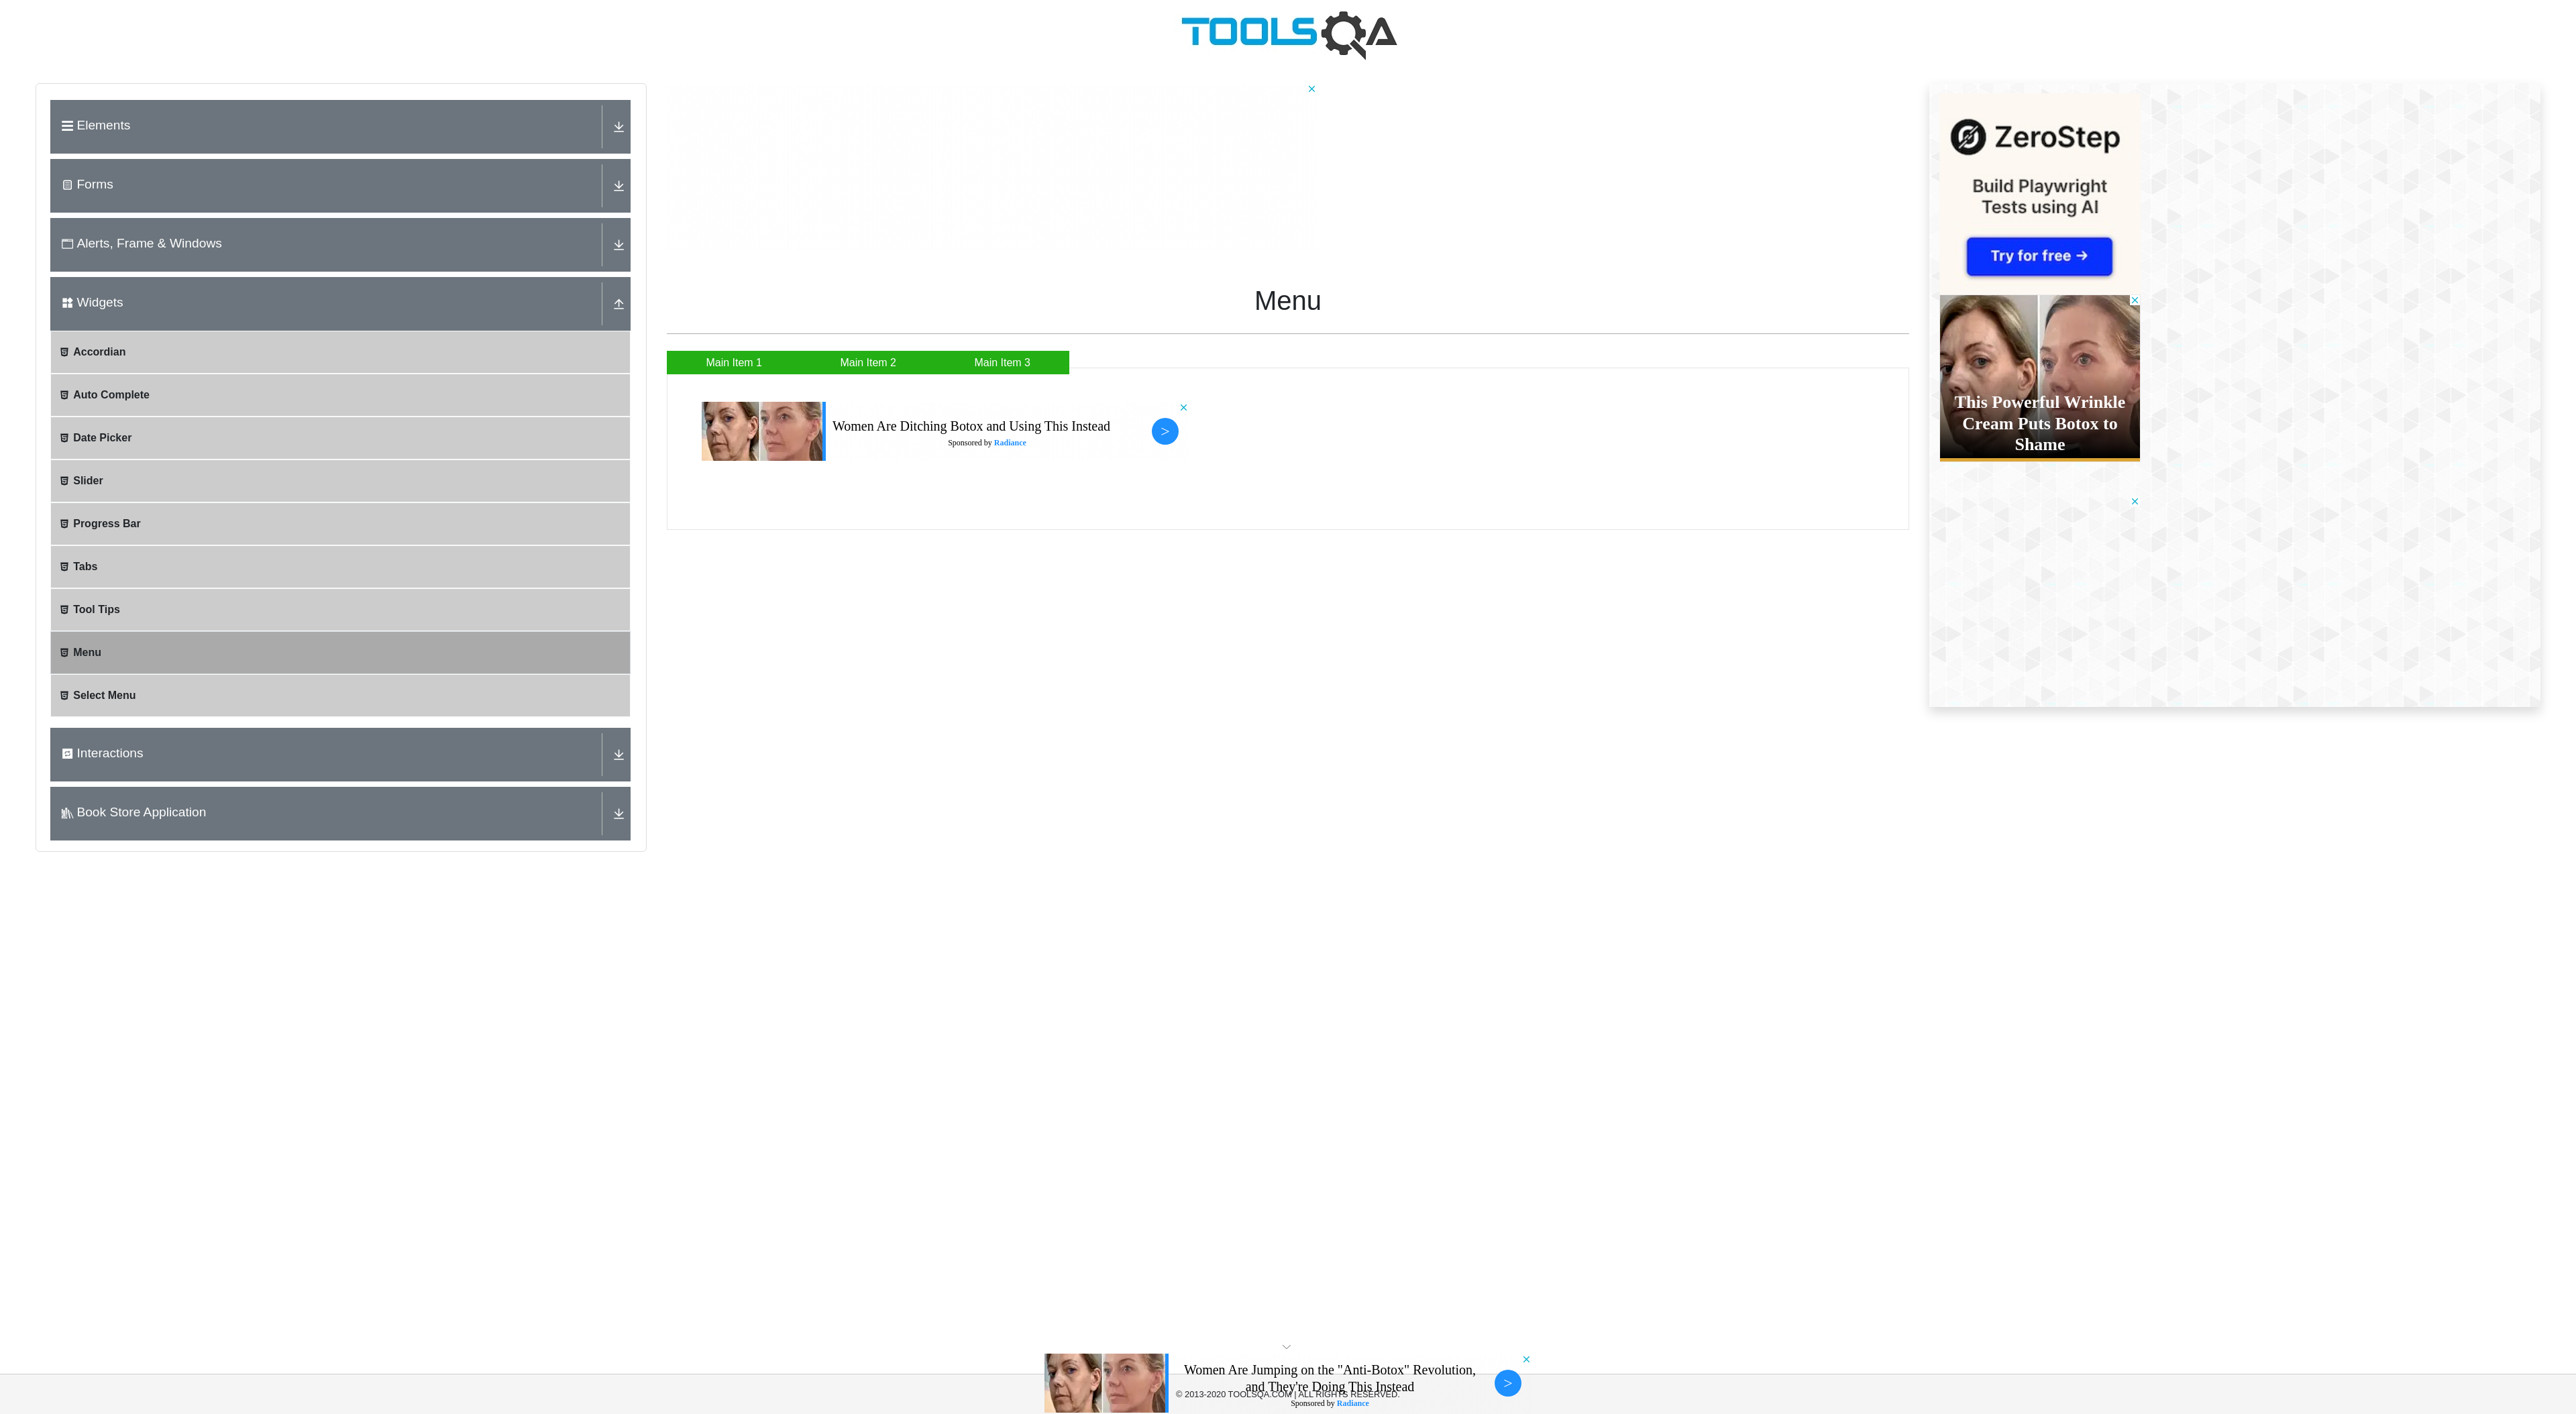 TOOLSQA
Elements
Forms
Alerts, Frame & Windows
Widgets
Accordian
Auto Complete
Date Picker
Slider
Progress Bar
Tabs
Tool Tips
Menu
Select Menu
Interactions
Book Store Application
Menu
Main Item 1
Main Item 2
Main Item 3
Women Are Ditching Botox and Using This Instead
Sponsored by Radiance
>
ZeroStep
Build Playwright
Tests using AI
Try for free →
This Powerful Wrinkle
Cream Puts Botox to
Shame
Women Are Jumping on the "Anti-Botox" Revolution,
and They're Doing This Instead
Sponsored by Radiance
>
© 2013-2020 TOOLSQA.COM | ALL RIGHTS RESERVED.